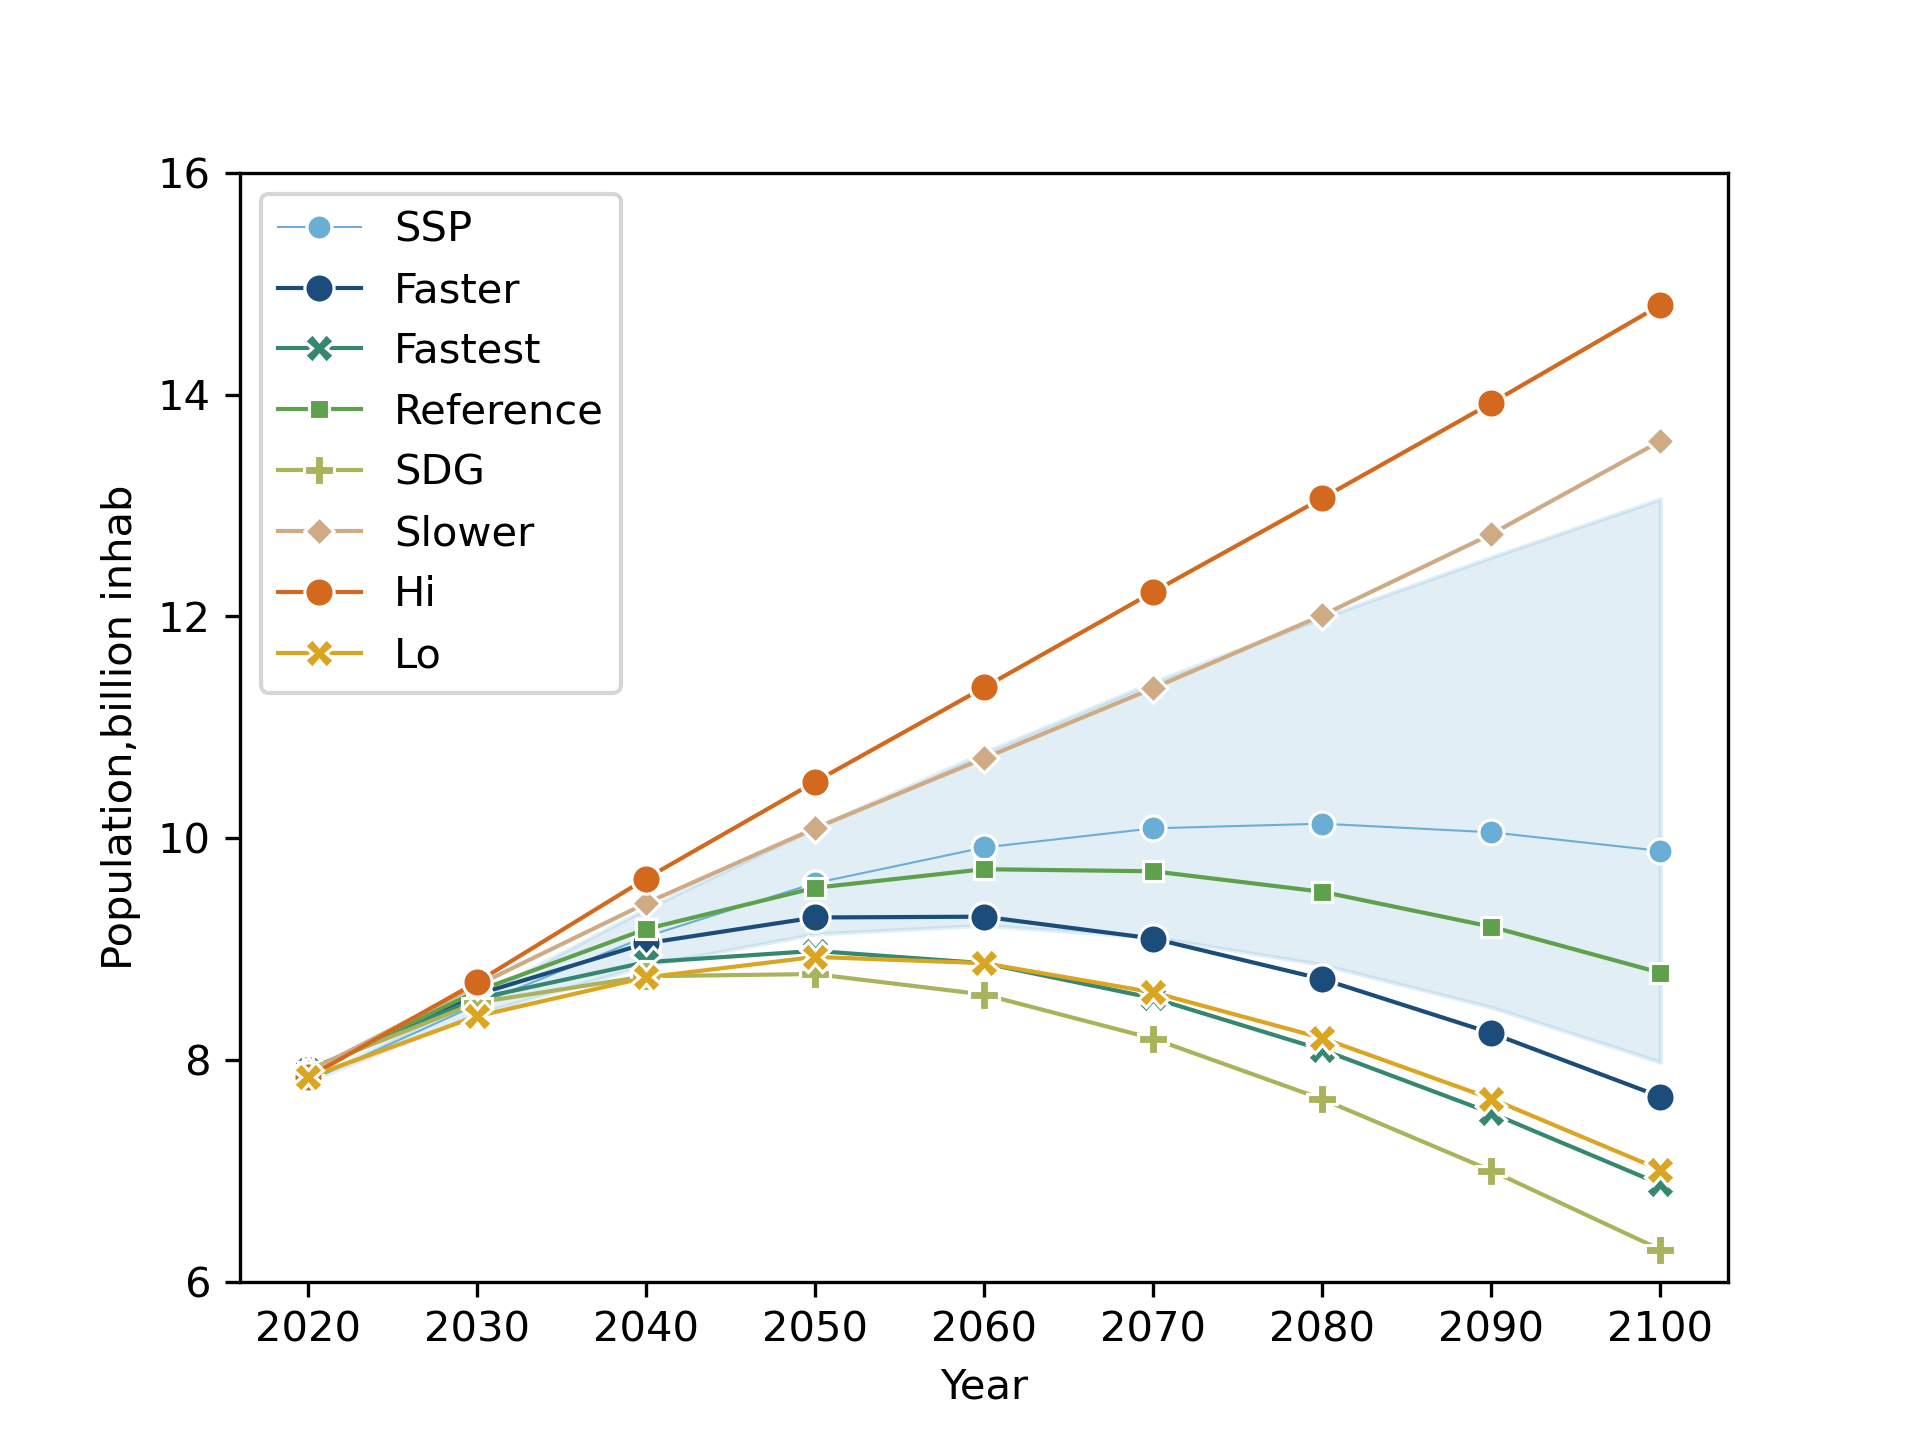 16
14
12
10
8
6
Population,billion inhab
SSP
Faster
Fastest
Reference
SDG
Slower
Hi
Lo
2020 2030 2040 2050 2060 2070 2080 2090 2100
Year